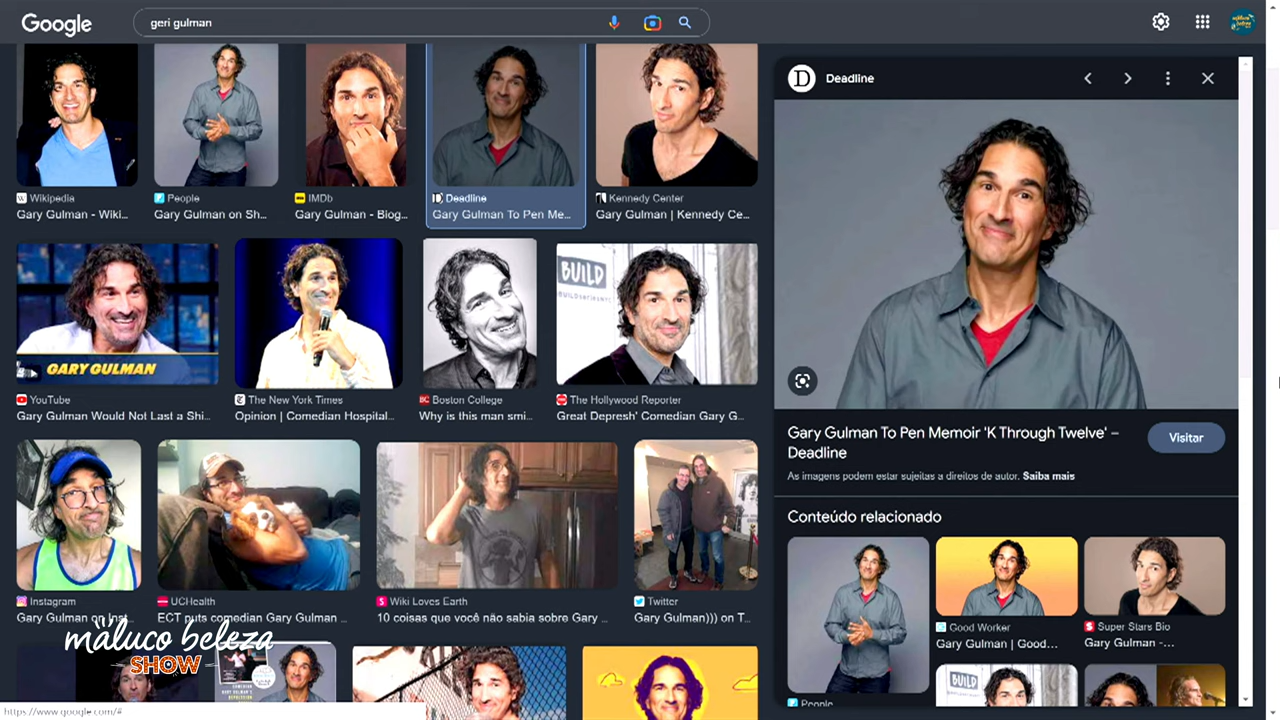 Google
geri gulman
Wikipedia
Gary Gulman - Wiki...
People
Gary Gulman on Sh...
IMDb
Gary Gulman - Biog...
Deadline
Gary Gulman To Pen Me...
Kennedy Center
Gary Gulman | Kennedy Ce...
GARY GULMAN
YouTube
Gary Gulman Would Not Last a Shi...
The New York Times
Opinion | Comedian Hospital...
BC Boston College
Why is this man smi...
BUILD
The Hollywood Reporter
Great Depresh' Comedian Gary G...
Instagram
Gary Gulman on Inst...
UCHealth
ECT puts comedian Gary Gulman ...
Wiki Loves Earth
10 coisas que você não sabia sobre Gary ...
Twitter
Gary Gulman))) on T...
maluco beleza
SHOW
https://www.google.com/#
D Deadline
Gary Gulman To Pen Memoir 'K Through Twelve' –
Deadline
Visitar
As imagens podem estar sujeitas a direitos de autor. Saiba mais
Conteúdo relacionado
People
Good Worker
Gary Gulman | Good...
Super Stars Bio
Gary Gulman -...
BUILD